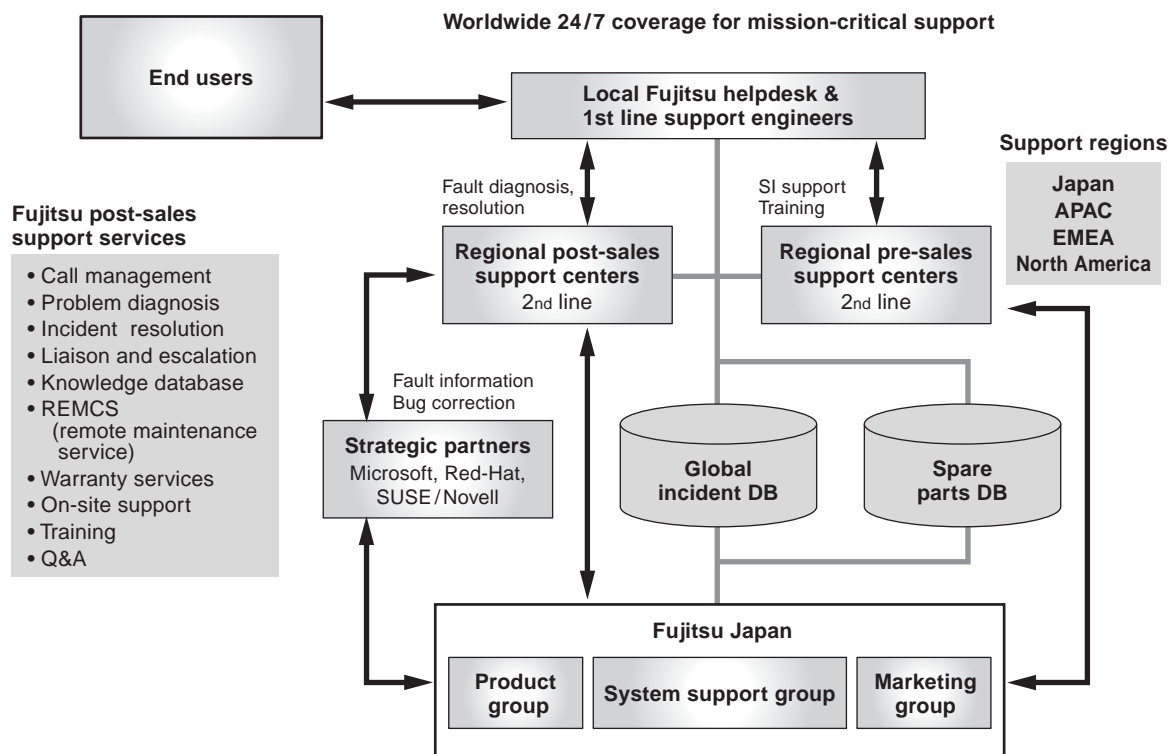 Worldwide 24/7 coverage for mission-critical support
End users
Local Fujitsu helpdesk &
1st line support engineers
Support regions
Japan
APAC
EMEA
North America
Fault diagnosis,
resolution
SI support
Training
Fujitsu post-sales
support services
• Call management
• Problem diagnosis
• Incident resolution
• Liaison and escalation
• Knowledge database
• REMCS
(remote maintenance
service)
• Warranty services
• On-site support
• Training
• Q&A
Regional post-sales
support centers
2nd line
Regional pre-sales
support centers
2nd line
Fault information
Bug correction
Strategic partners
Microsoft, Red-Hat,
SUSE/Novell
Global
incident DB
Spare
parts DB
Fujitsu Japan
Product
group
System support group
Marketing
group